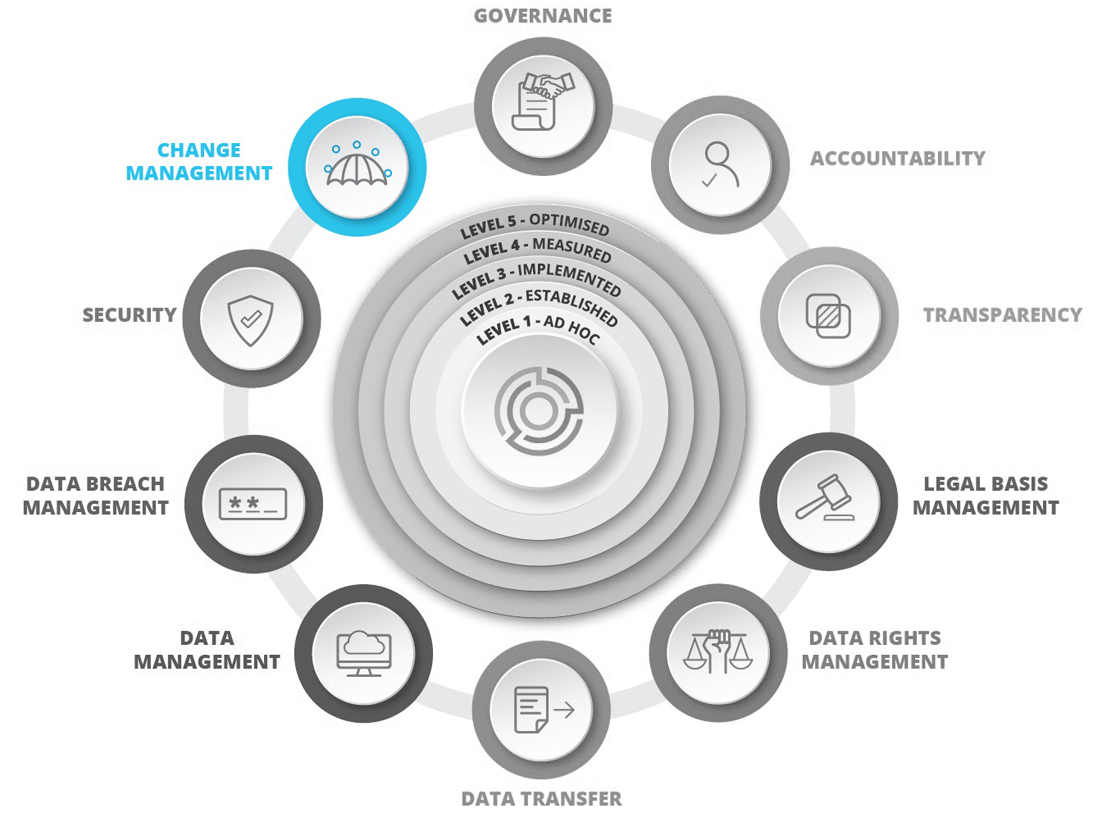 GOVERNANCE
CHANGE
MANAGEMENT
ACCOUNTABILITY
LEVEL 5 - OPTIMISED
LEVEL 4 - MEASURED
LEVEL 3 - IMPLEMENTED
LEVEL 2 - ESTABLISHED
LEVEL 1 - AD HOC
SECURITY
TRANSPARENCY
DATA BREACH
MANAGEMENT
**_
LEGAL BASIS
MANAGEMENT
DATA
MANAGEMENT
DATA RIGHTS
MANAGEMENT
DATA TRANSFER